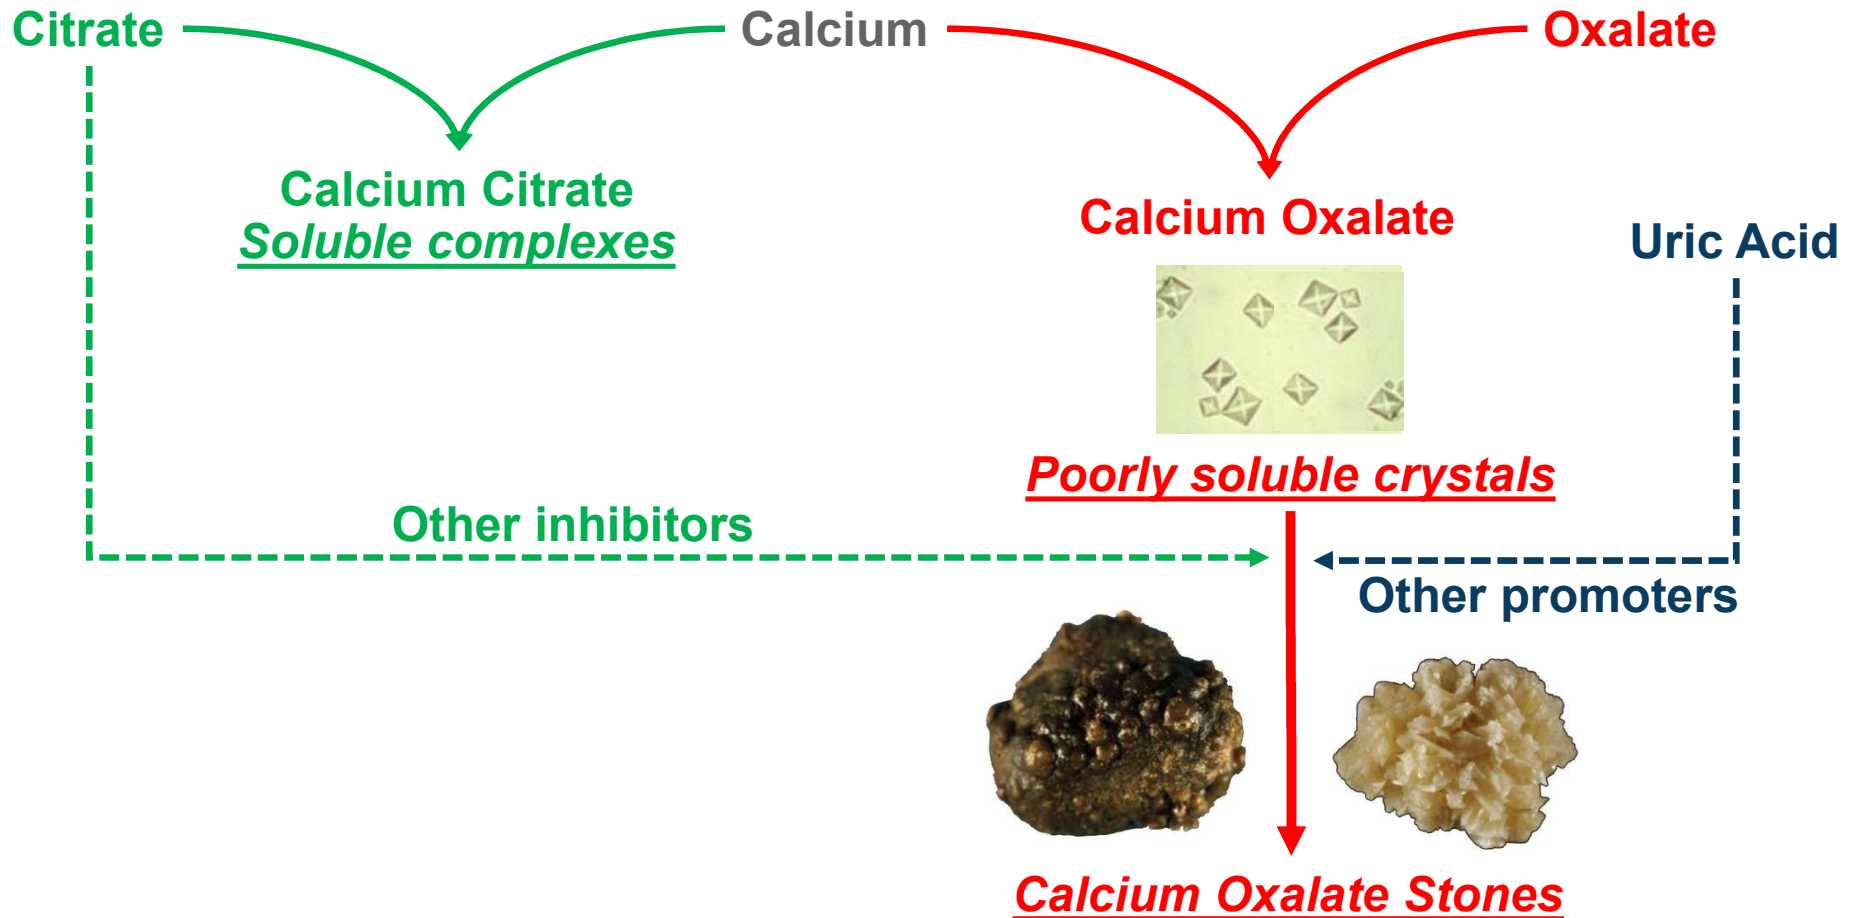 Citrate
Calcium
Oxalate
Calcium Citrate
Soluble complexes
Calcium Oxalate
Uric Acid
Poorly soluble crystals
Other inhibitors
Other promoters
Calcium Oxalate Stones